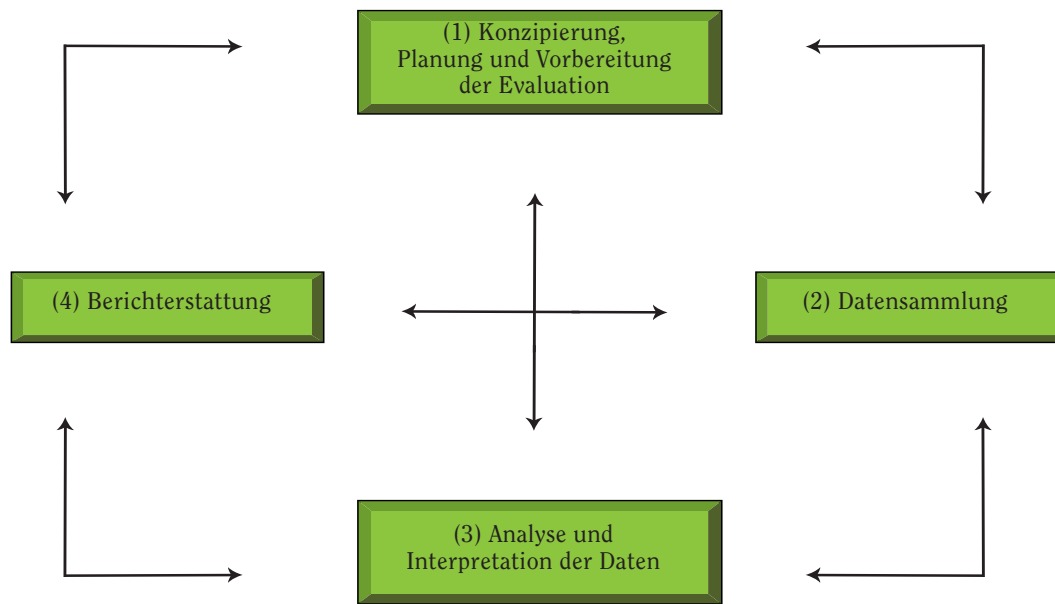 (1) Konzipierung,
Planung und Vorbereitung
der Evaluation
(4) Berichterstattung
(2) Datensammlung
(3) Analyse und
Interpretation der Daten